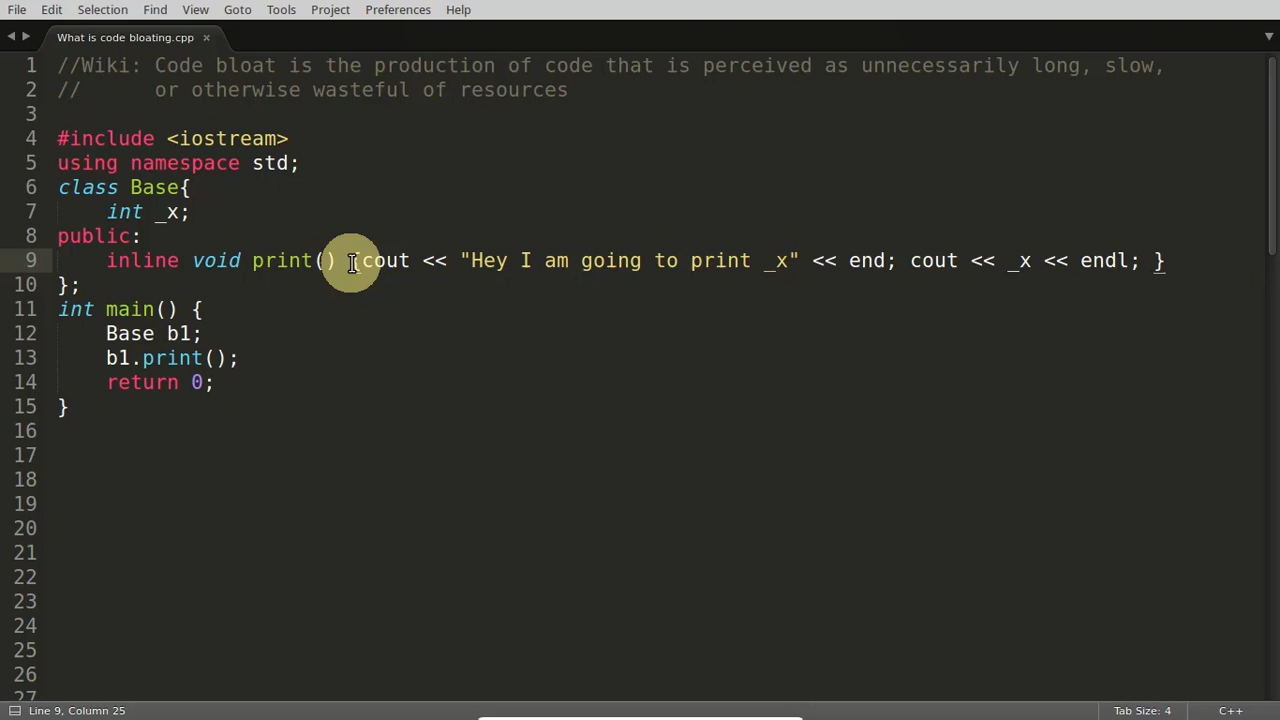 File Edit Selection Find View Goto Tools Project Preferences Help
What is code bloating.cpp ×
1 //Wiki: Code bloat is the production of code that is perceived as unnecessarily long, slow,
2 //      or otherwise wasteful of resources
3
4 #include <iostream>
5 using namespace std;
6 class Base{
7     int _x;
8 public:
9     inline void print() {cout << "Hey I am going to print _x" << end; cout << _x << endl; }
10 };
11 int main() {
12     Base b1;
13     b1.print();
14     return 0;
15 }
16
17
18
19
20
21
22
23
24
25
26
27
Line 9, Column 25 Tab Size: 4 C++